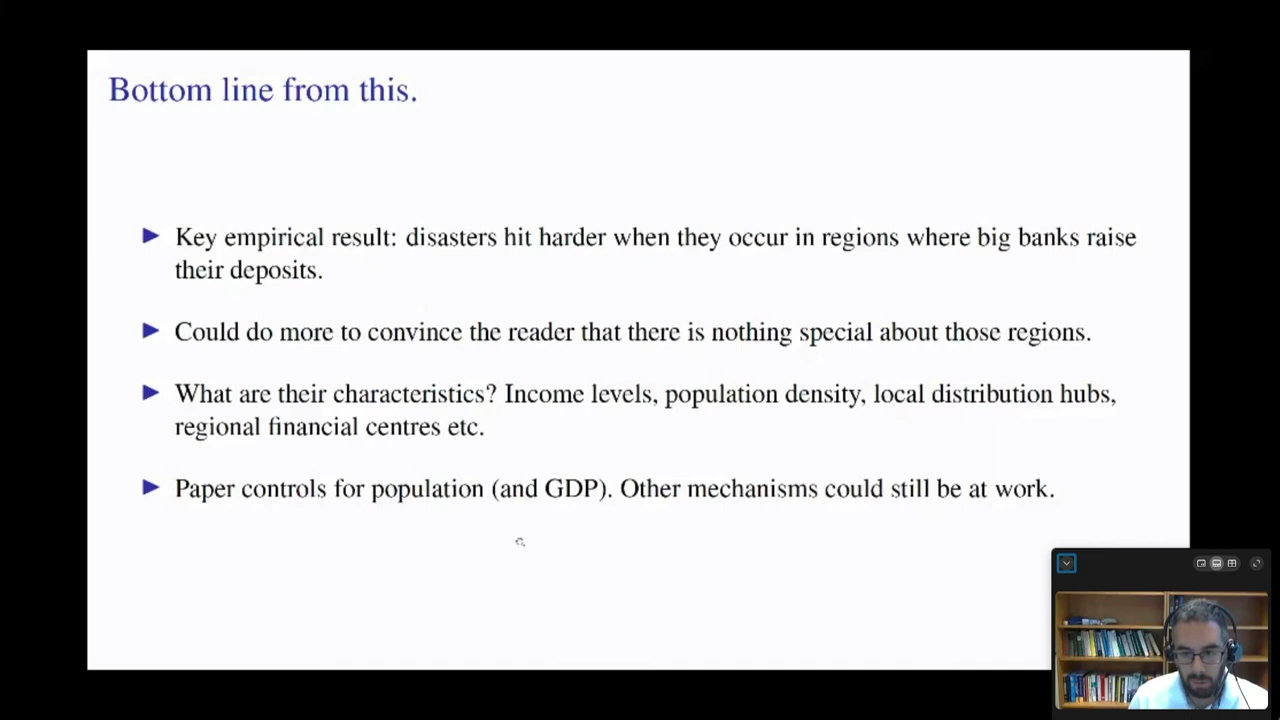 Bottom line from this.
Key empirical result: disasters hit harder when they occur in regions where big banks raise
their deposits.
Could do more to convince the reader that there is nothing special about those regions.
What are their characteristics? Income levels, population density, local distribution hubs,
regional financial centres etc.
Paper controls for population (and GDP). Other mechanisms could still be at work.